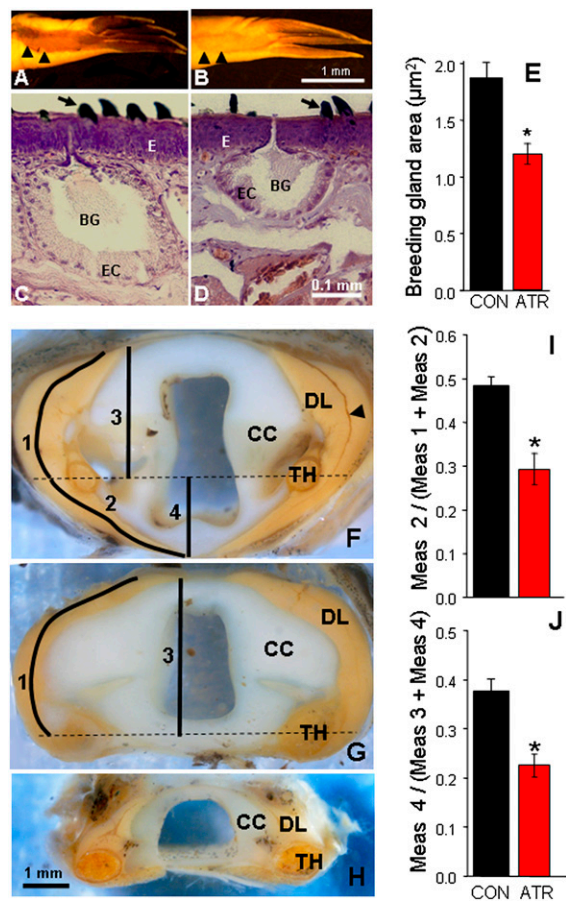 A
B
1 mm
E
BG
EC
C
E
EC
BG
D
0.1 mm
E
Breeding gland area (µm²)
2.0
1.5
1.0
0.5
0.0
*
CON ATR
1
3
2
4
DL
CC
TH
F
I
Meas 2 / (Meas 1 + Meas 2)
0.6
0.5
0.4
0.3
0.2
0.1
0.0
*
1
3
DL
CC
TH
G
J
Meas 4 / (Meas 3 + Meas 4)
0.5
0.4
0.3
0.2
0.1
0.0
*
CON ATR
CC
DL
TH
1 mm
H